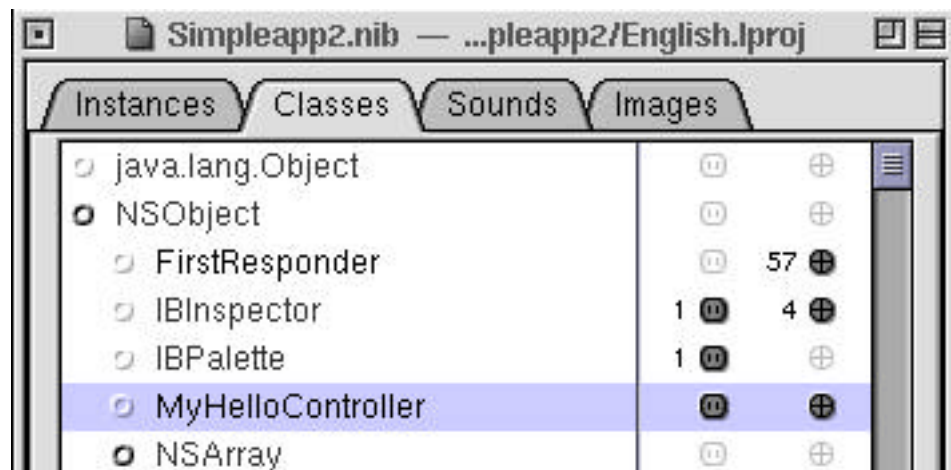 Simpleapp2.nib — ...pleapp2/English.lproj
Instances Classes Sounds Images
java.lang.Object
NSObject
FirstResponder 57
IBInspector 1 4
IBPalette 1
MyHelloController
NSArray